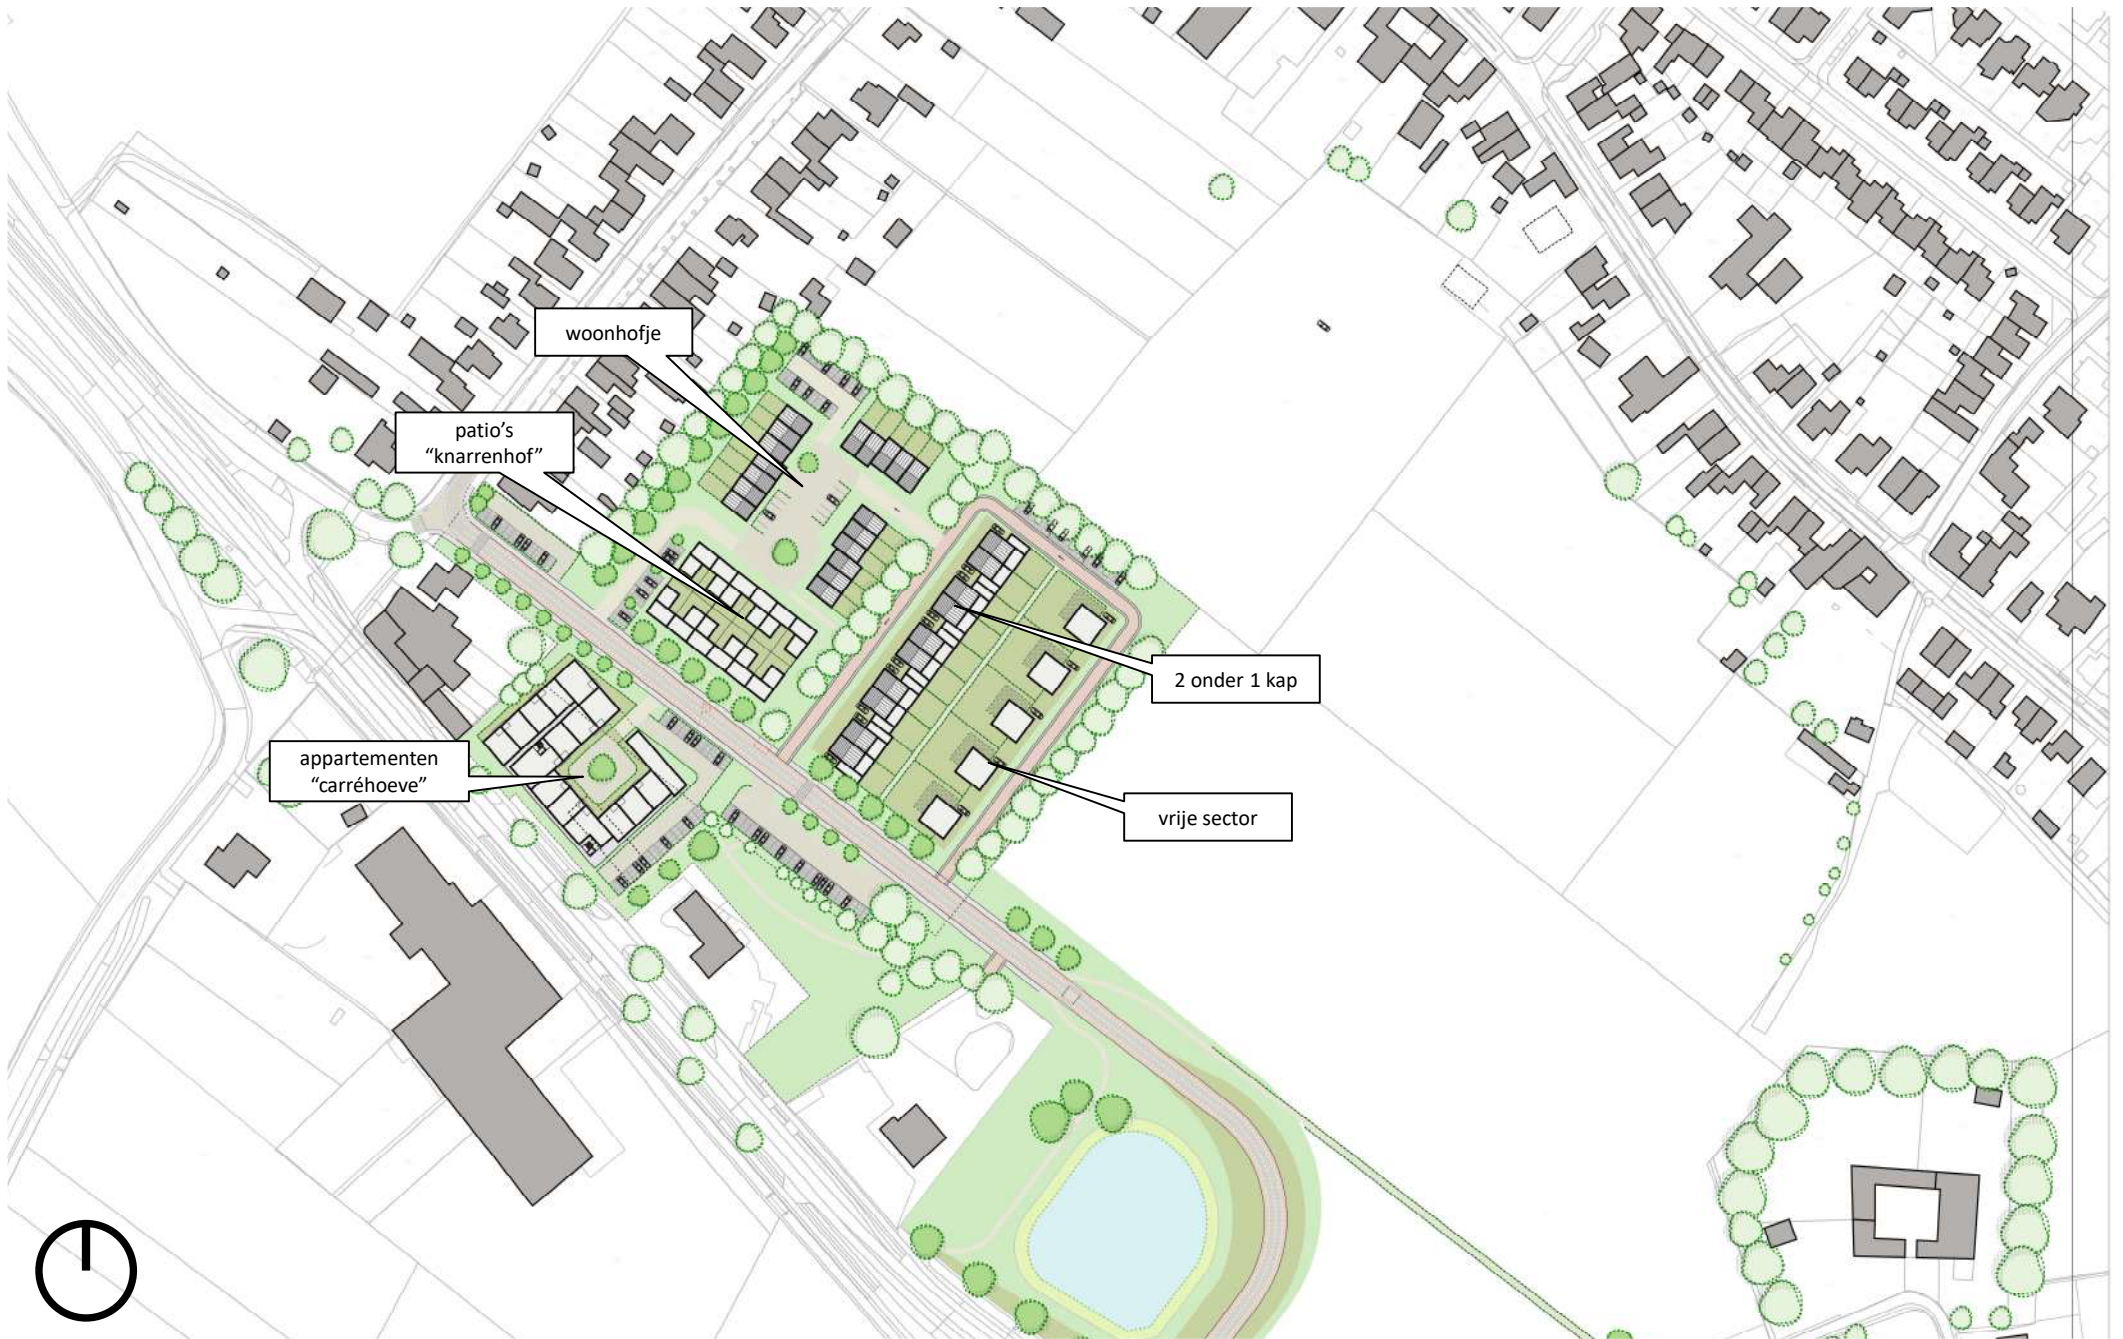 woonhofje
patio’s
“knarrenhof”
2 onder 1 kap
appartementen
“carréhoeve”
vrije sector